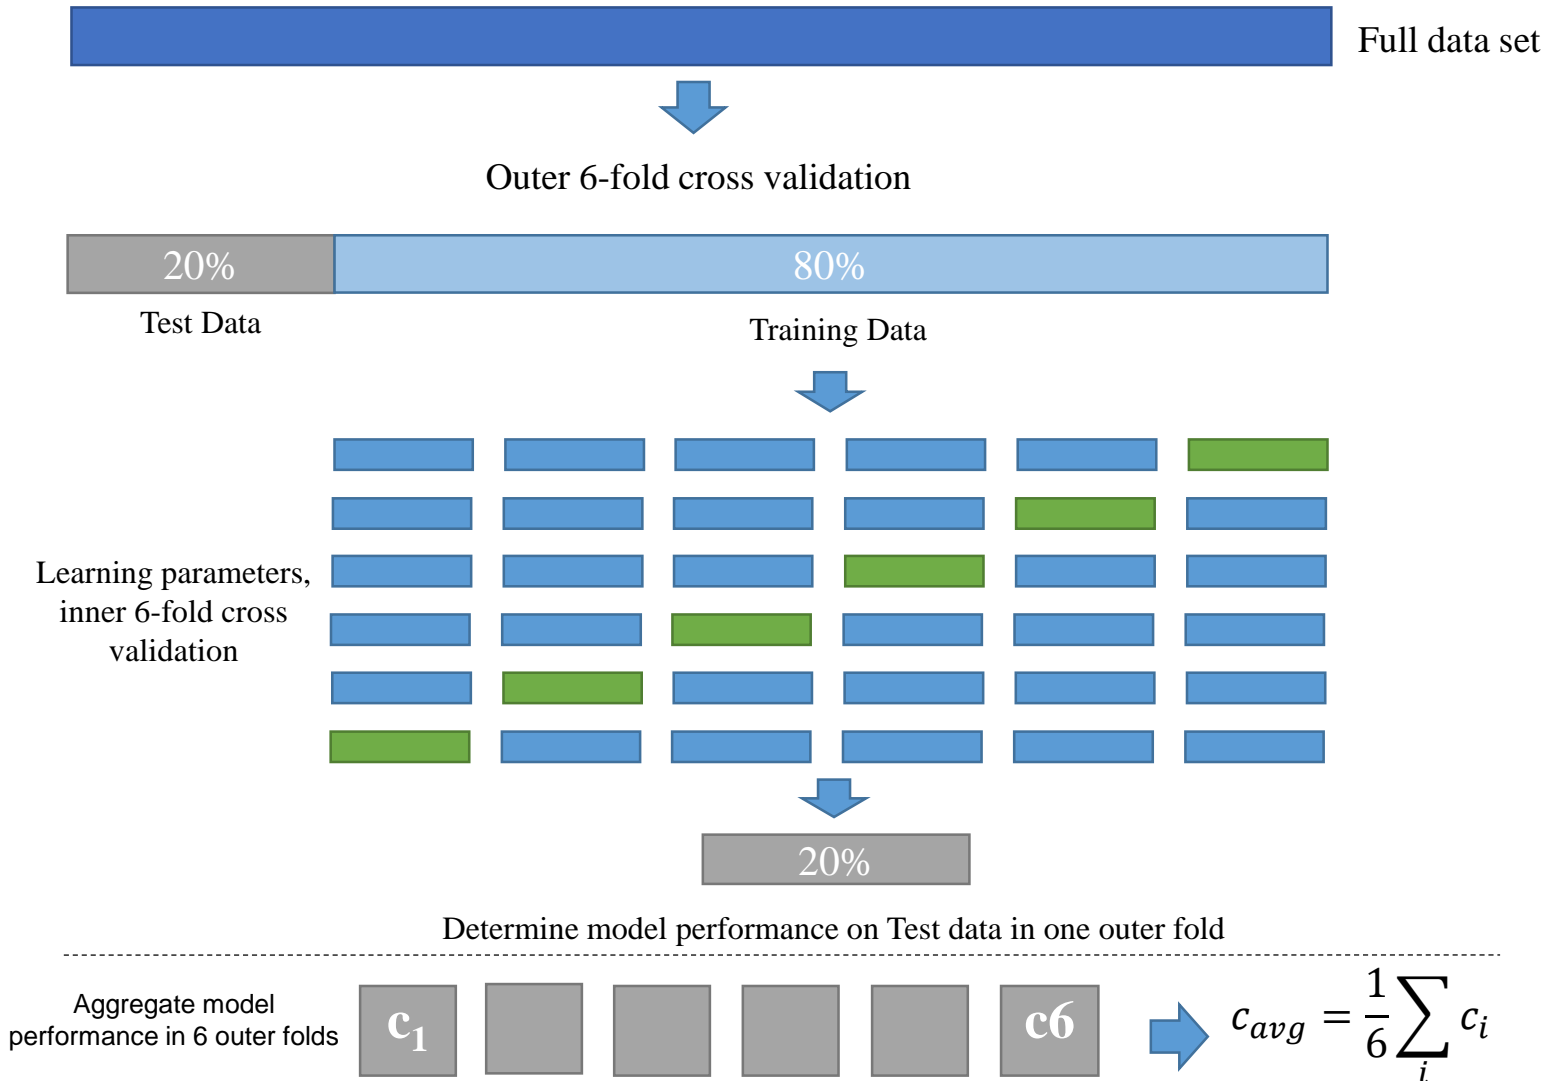 Full data set
Outer 6-fold cross validation
20%
80%
Test Data
Training Data
Learning parameters,
inner 6-fold cross
validation
20%
Determine model performance on Test data in one outer fold
Aggregate model
performance in 6 outer folds
c₁
c6
c_avg = 1/6 ∑_i c_i